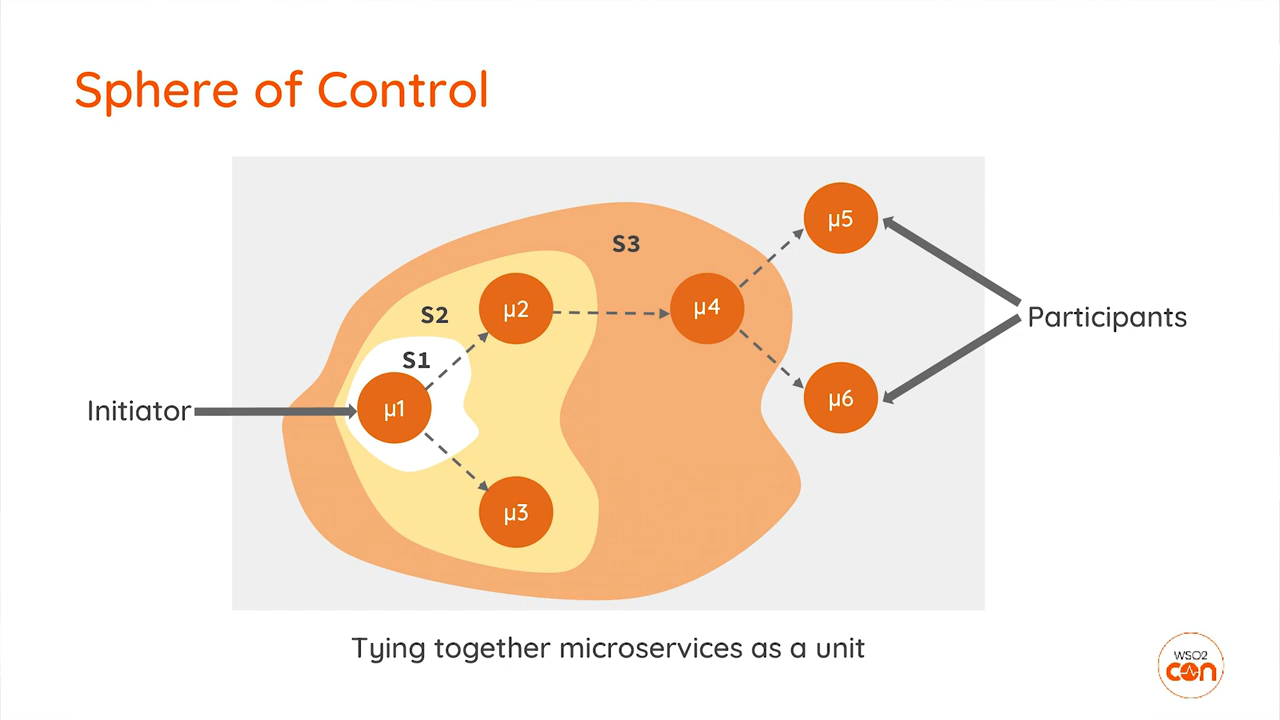 Sphere of Control
S3
µ5
S2
µ2
µ4
Participants
S1
Initiator
µ1
µ6
µ3
Tying together microservices as a unit
WSO2
con